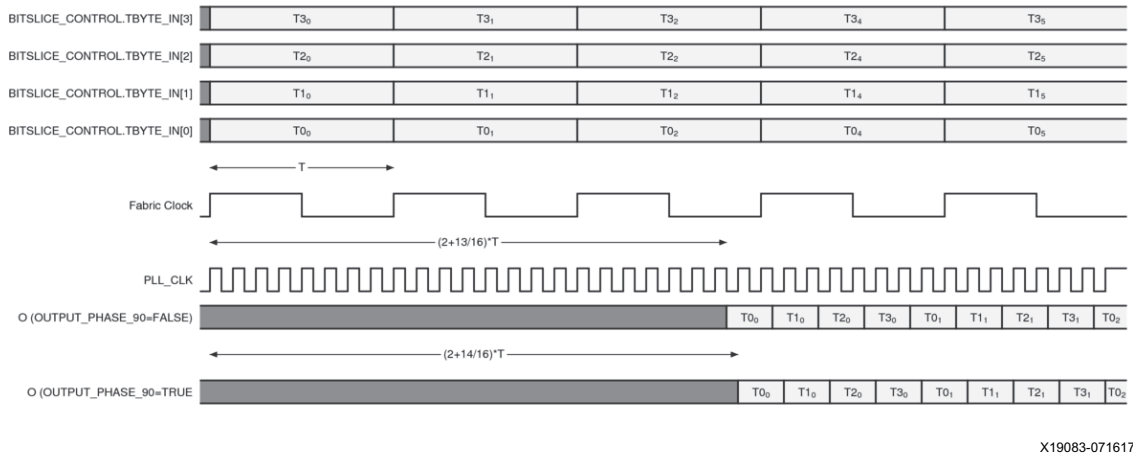 BITSLICE_CONTROL.TBYTE_IN[3] T3₀ T3₁ T3₂ T3₄ T3₅
BITSLICE_CONTROL.TBYTE_IN[2] T2₀ T2₁ T2₂ T2₄ T2₅
BITSLICE_CONTROL.TBYTE_IN[1] T1₀ T1₁ T1₂ T1₄ T1₅
BITSLICE_CONTROL.TBYTE_IN[0] T0₀ T0₁ T0₂ T0₄ T0₅
T
Fabric Clock
(2+13/16)*T
PLL_CLK
O (OUTPUT_PHASE_90=FALSE) T0₀ T1₀ T2₀ T3₀ T0₁ T1₁ T2₁ T3₁ T0₂
(2+14/16)*T
O (OUTPUT_PHASE_90=TRUE T0₀ T1₀ T2₀ T3₀ T0₁ T1₁ T2₁ T3₁ T0₂
X19083-071617